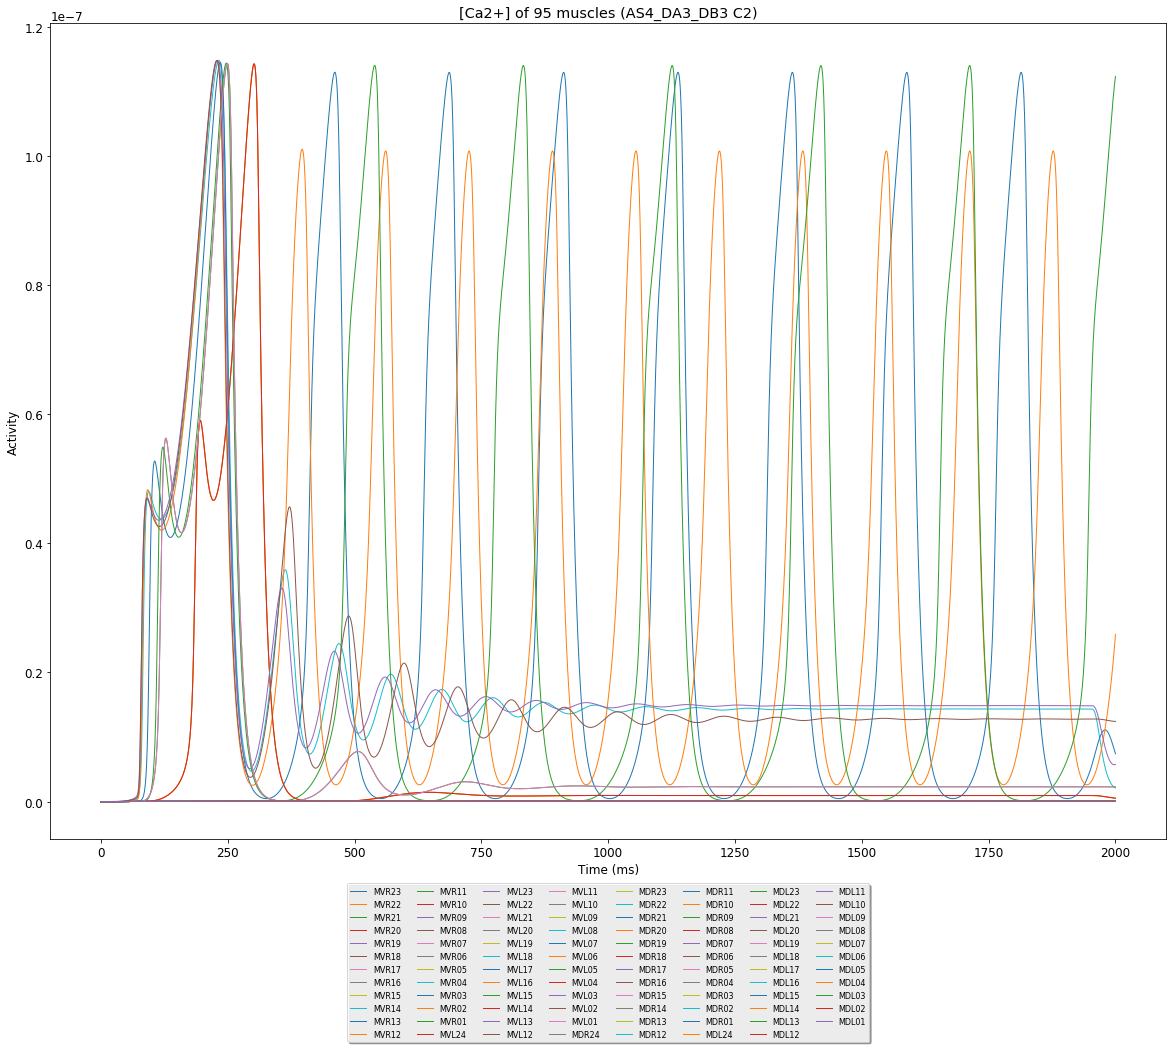 [Ca2+] of 95 muscles (AS4_DA3_DB3 C2)
1e−7
1.2
1.0
0.8
0.6
0.4
0.2
0.0
Activity
0 250 500 750 1000 1250 1500 1750 2000
Time (ms)
MVR23 MVR11 MVL23 MVL11 MDR23 MDR11 MDL23 MDL11
MVR22 MVR10 MVL22 MVL10 MDR22 MDR10 MDL22 MDL10
MVR21 MVR09 MVL21 MVL09 MDR21 MDR09 MDL21 MDL09
MVR20 MVR08 MVL20 MVL08 MDR20 MDR08 MDL20 MDL08
MVR19 MVR07 MVL19 MVL07 MDR19 MDR07 MDL19 MDL07
MVR18 MVR06 MVL18 MVL06 MDR18 MDR06 MDL18 MDL06
MVR17 MVR05 MVL17 MVL05 MDR17 MDR05 MDL17 MDL05
MVR16 MVR04 MVL16 MVL04 MDR16 MDR04 MDL16 MDL04
MVR15 MVR03 MVL15 MVL03 MDR15 MDR03 MDL15 MDL03
MVR14 MVR02 MVL14 MVL02 MDR14 MDR02 MDL14 MDL02
MVR13 MVR01 MVL13 MVL01 MDR13 MDR01 MDL13 MDL01
MVR12 MVL24 MVL12 MDR24 MDR12 MDL24 MDL12